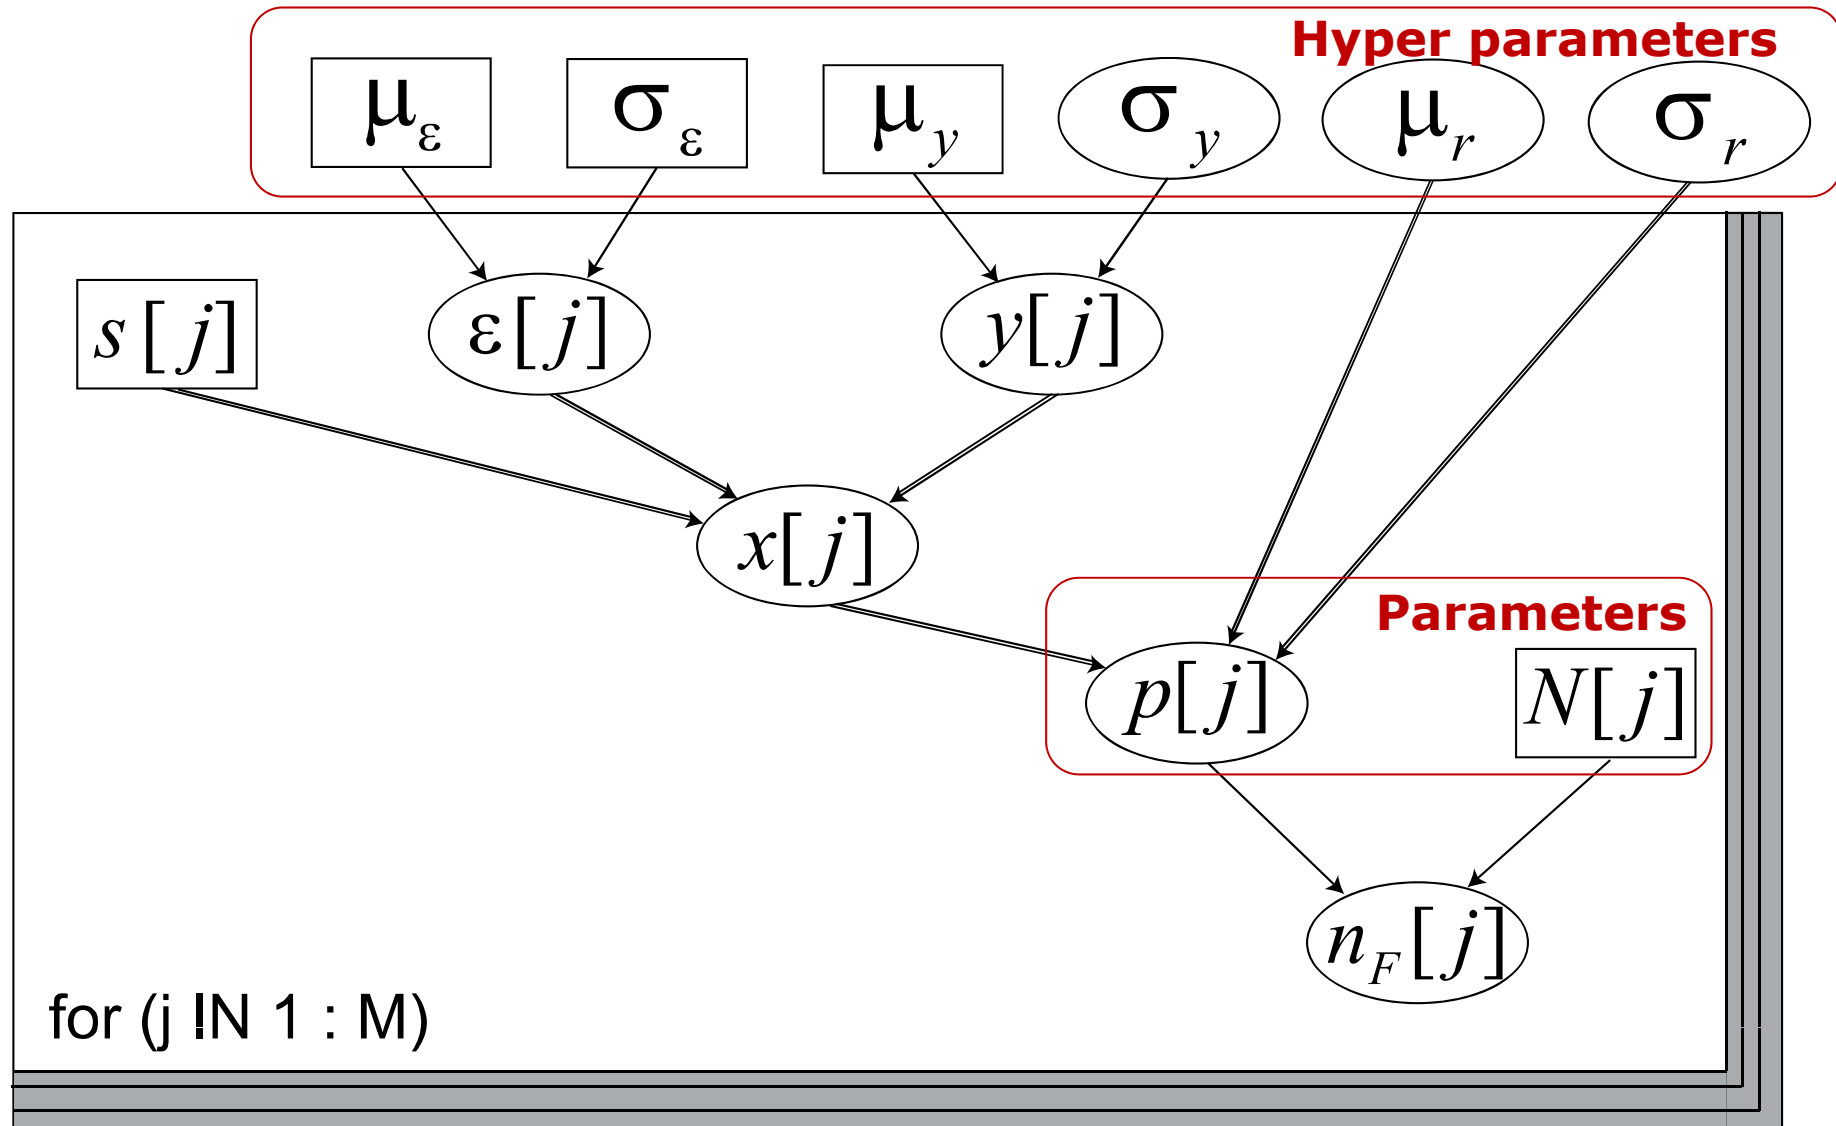 Hyper parameters
μ_ε σ_ε μ_y σ_y μ_r σ_r
s[j] ε[j] y[j]
x[j]
Parameters
p[j] N[j]
n_F[j]
for (j IN 1 : M)